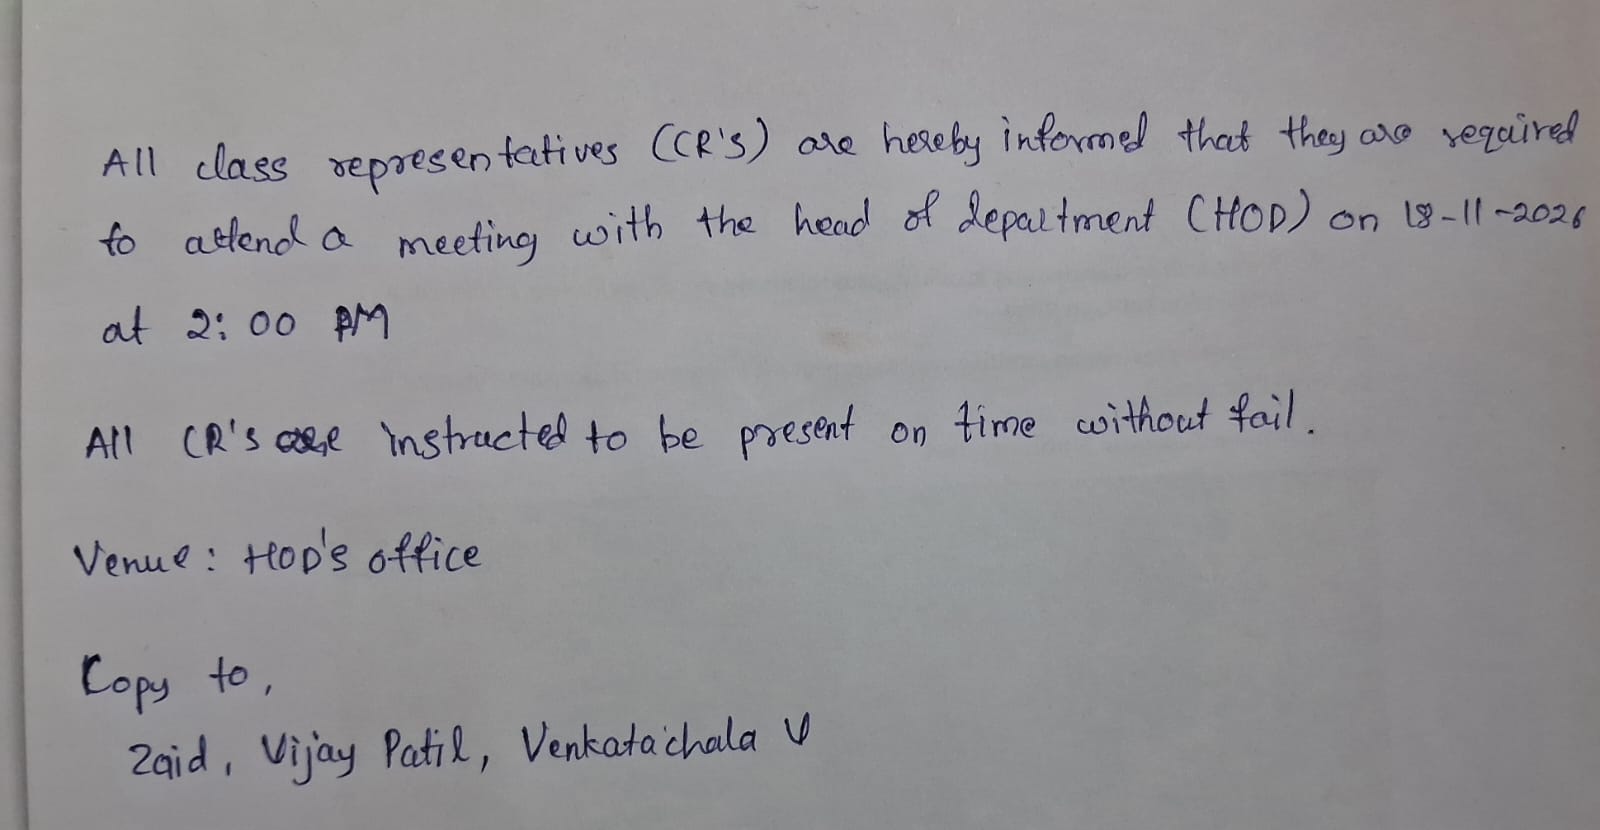 All class representatives (CR's) are hereby informed that they are required
to attend a meeting with the head of department (HOD) on 18-11-2026
at 2:00 PM
All CR's are instructed to be present on time without fail.
Venue: HOD's office
Copy to,
Zaid, Vijay Patil, Venkatachala V